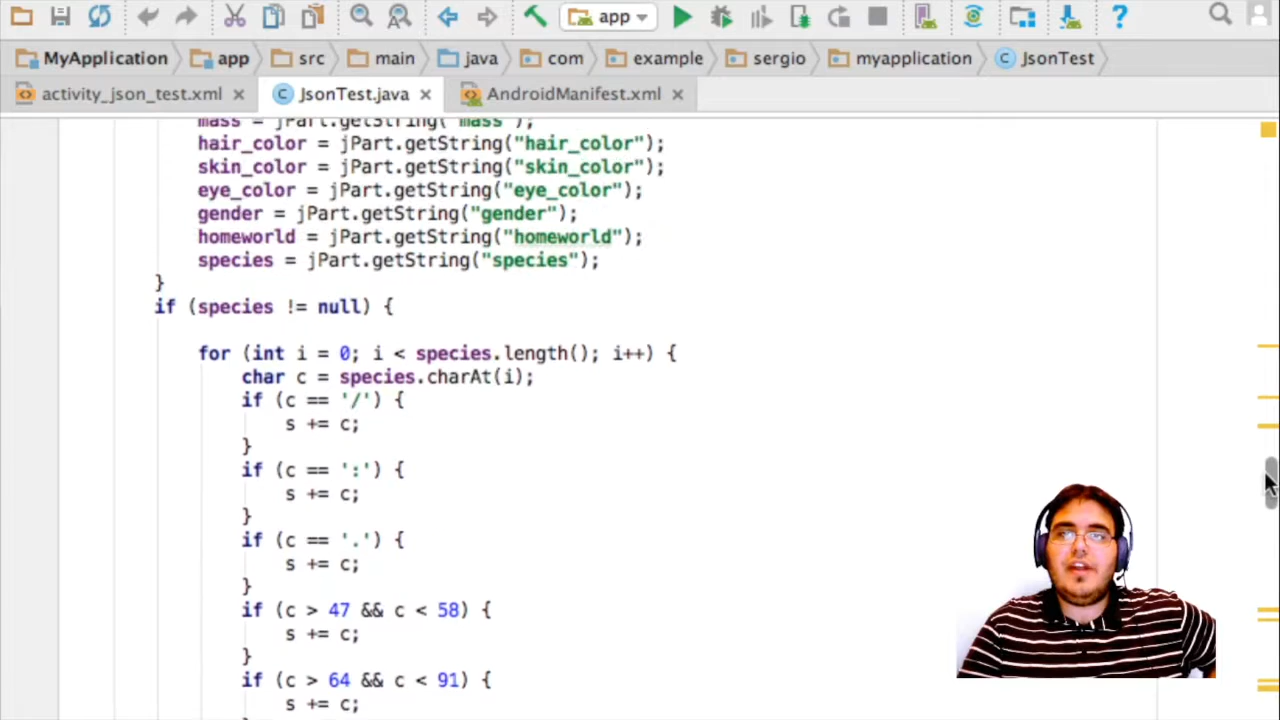 app
MyApplication app src main java com example sergio myapplication JsonTest
activity_json_test.xml JsonTest.java AndroidManifest.xml
mass = jPart.getString("mass");
hair_color = jPart.getString("hair_color");
skin_color = jPart.getString("skin_color");
eye_color = jPart.getString("eye_color");
gender = jPart.getString("gender");
homeworld = jPart.getString("homeworld");
species = jPart.getString("species");
}
if (species != null) {
for (int i = 0; i < species.length(); i++) {
char c = species.charAt(i);
if (c == '/') {
s += c;
}
if (c == ':') {
s += c;
}
if (c == '.') {
s += c;
}
if (c > 47 && c < 58) {
s += c;
}
if (c > 64 && c < 91) {
s += c;